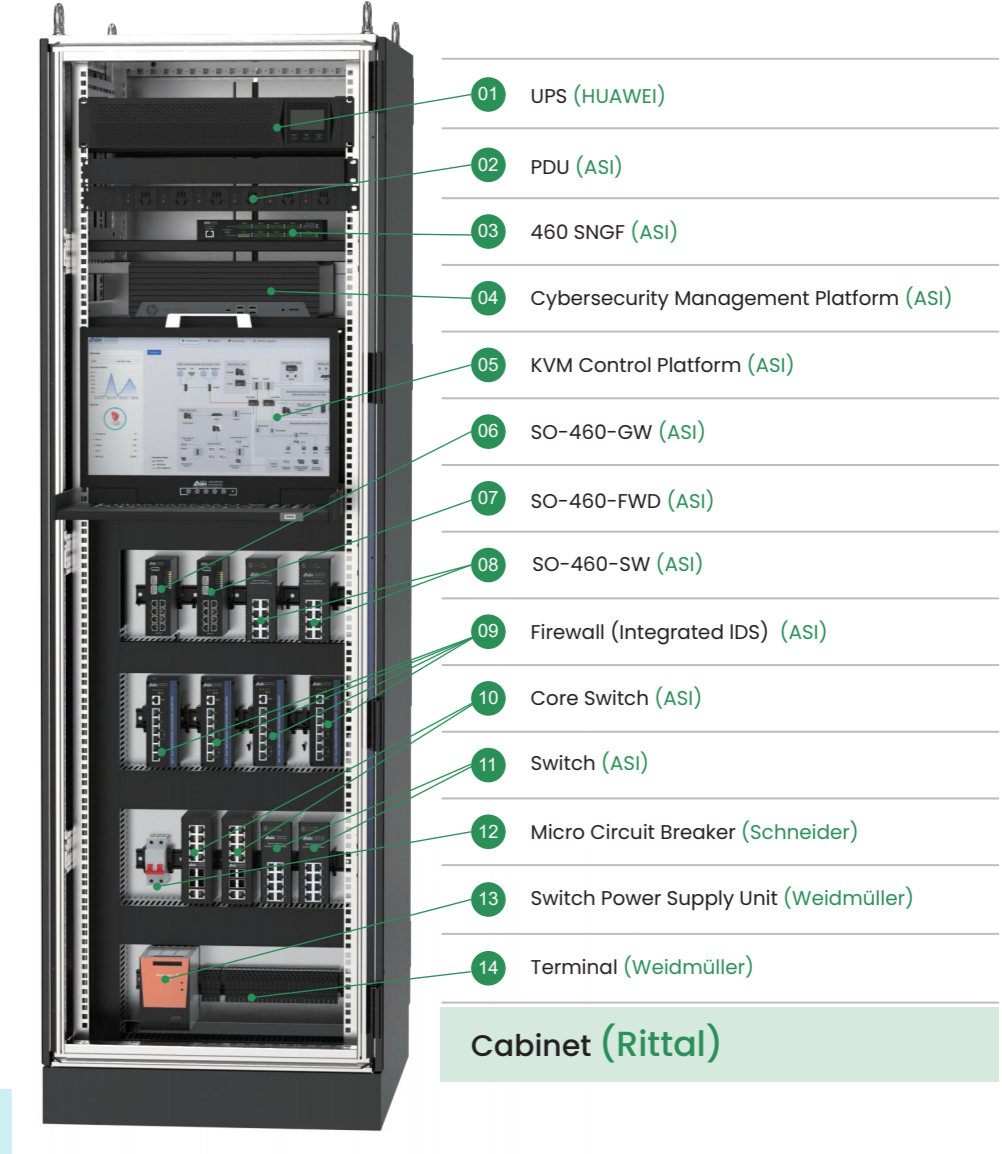 01 UPS (HUAWEI)
02 PDU (ASI)
03 460 SNGF (ASI)
04 Cybersecurity Management Platform (ASI)
05 KVM Control Platform (ASI)
06 SO-460-GW (ASI)
07 SO-460-FWD (ASI)
08 SO-460-SW (ASI)
09 Firewall (Integrated IDS) (ASI)
10 Core Switch (ASI)
11 Switch (ASI)
12 Micro Circuit Breaker (Schneider)
13 Switch Power Supply Unit (Weidmüller)
14 Terminal (Weidmüller)
Cabinet (Rittal)